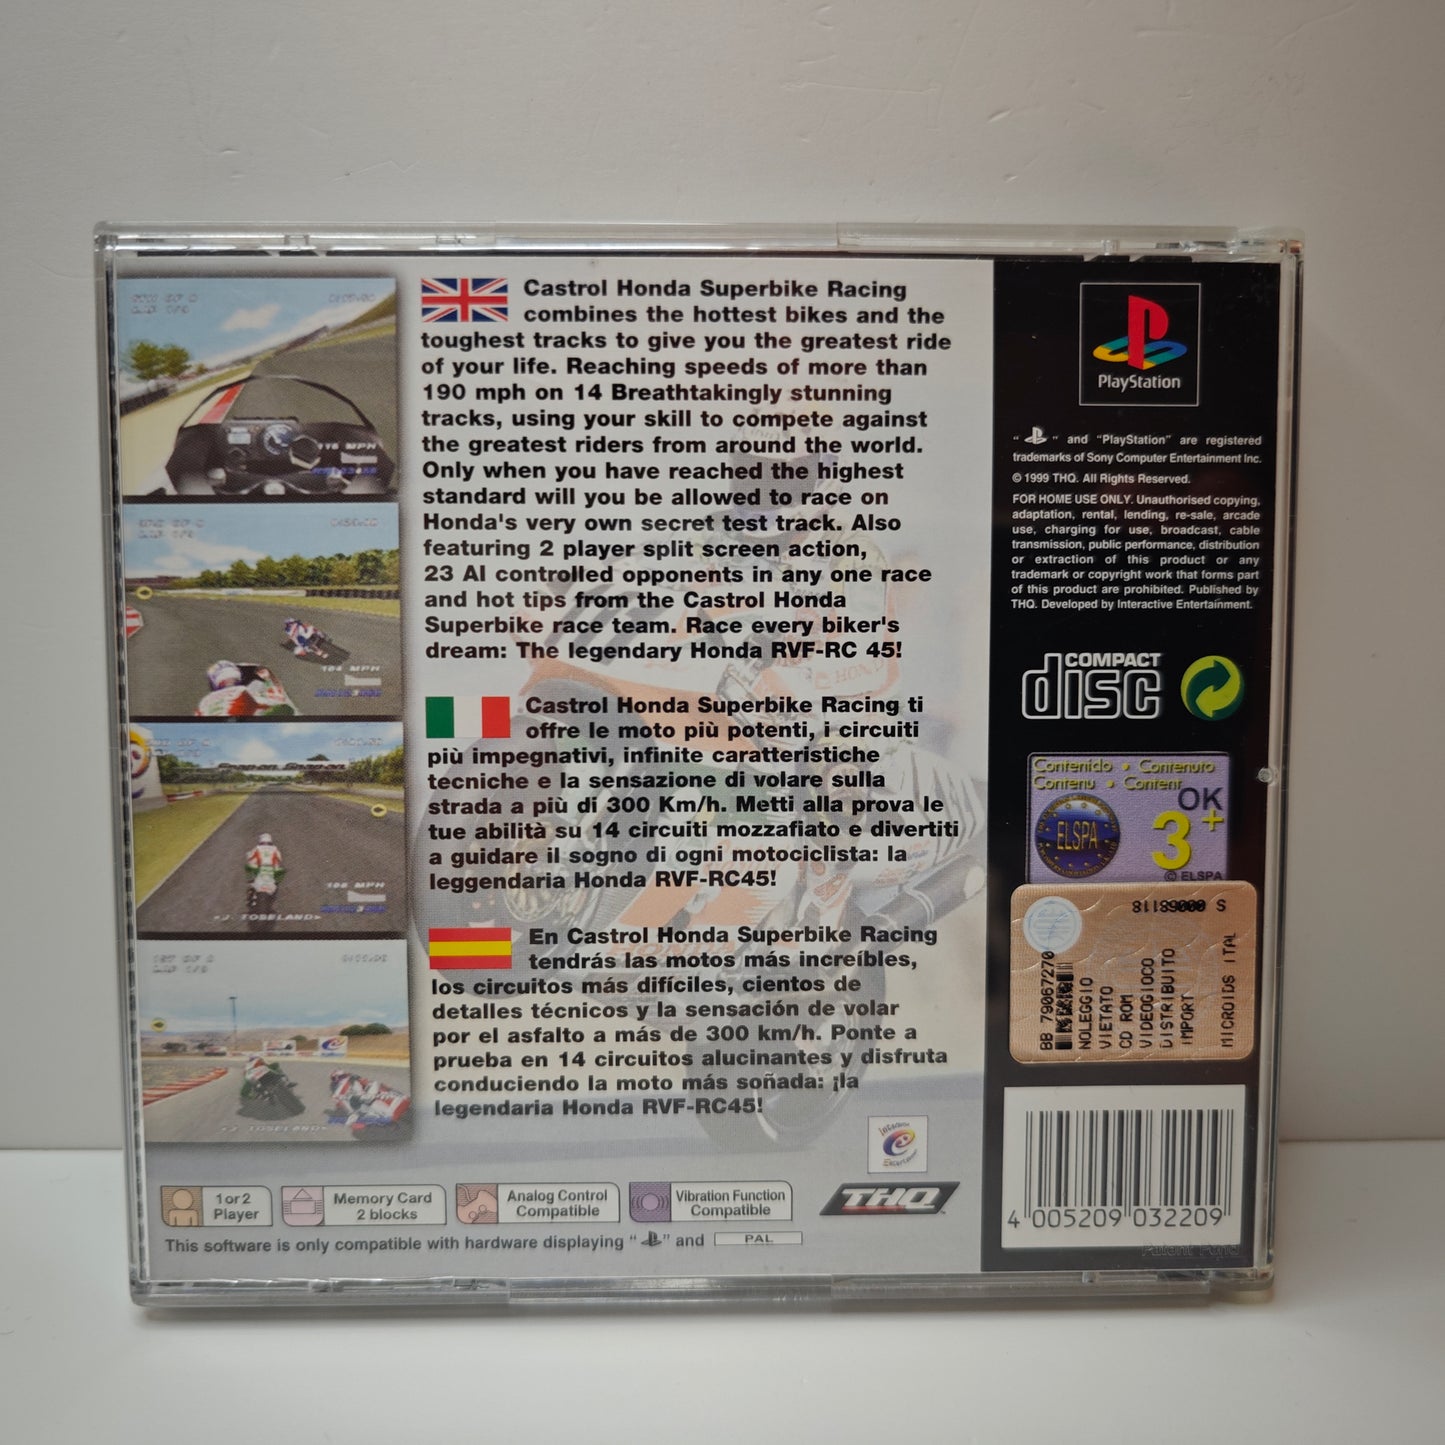 Castrol Honda Superbike Racing
combines the hottest bikes and the
toughest tracks to give you the greatest ride
of your life. Reaching speeds of more than
190 mph on 14 Breathtakingly stunning
tracks, using your skill to compete against
the greatest riders from around the world.
Only when you have reached the highest
standard will you be allowed to race on
Honda's very own secret test track. Also
featuring 2 player split screen action,
23 AI controlled opponents in any one race
and hot tips from the Castrol Honda
Superbike race team. Race every biker's
dream: The legendary Honda RVF-RC 45!
Castrol Honda Superbike Racing ti
offre le moto più potenti, i circuiti
più impegnativi, infinite caratteristiche
tecniche e la sensazione di volare sulla
strada a più di 300 Km/h. Metti alla prova le
tue abilità su 14 circuiti mozzafiato e divertiti
a guidare il sogno di ogni motociclista: la
leggendaria Honda RVF-RC45!
En Castrol Honda Superbike Racing
tendrás las motos más increíbles,
los circuitos más difíciles, cientos de
detalles técnicos y la sensación de volar
por el asfalto a más de 300 km/h. Ponte a
prueba en 14 circuitos alucinantes y disfruta
conduciendo la moto más soñada: ¡la
legendaria Honda RVF-RC45!
116 MPH
104 MPH
106 MPH
<J. TOSELAND>
<J. TOSELAND>
1 or 2
Player
Memory Card
2 blocks
Analog Control
Compatible
Vibration Function
Compatible
THQ
This software is only compatible with hardware displaying " " and PAL
PlayStation
" " and "PlayStation" are registered
trademarks of Sony Computer Entertainment Inc.
© 1999 THQ. All Rights Reserved.
FOR HOME USE ONLY. Unauthorised copying,
adaptation, rental, lending, re-sale, arcade
use, charging for use, broadcast, cable
transmission, public performance, distribution
or extraction of this product or any
trademark or copyright work that forms part
of this product are prohibited. Published by
THQ. Developed by Interactive Entertainment.
COMPACT
disc
Contenido • Contenuto
Contenu • Content
OK
3+
ELSPA
© ELSPA
BB 79067270
NOLEGGIO
VIETATO
CD ROM
VIDEOGIOCO
DISTRIBUITO
IMPORT
MICROIDS ITAL
4 005209 032209